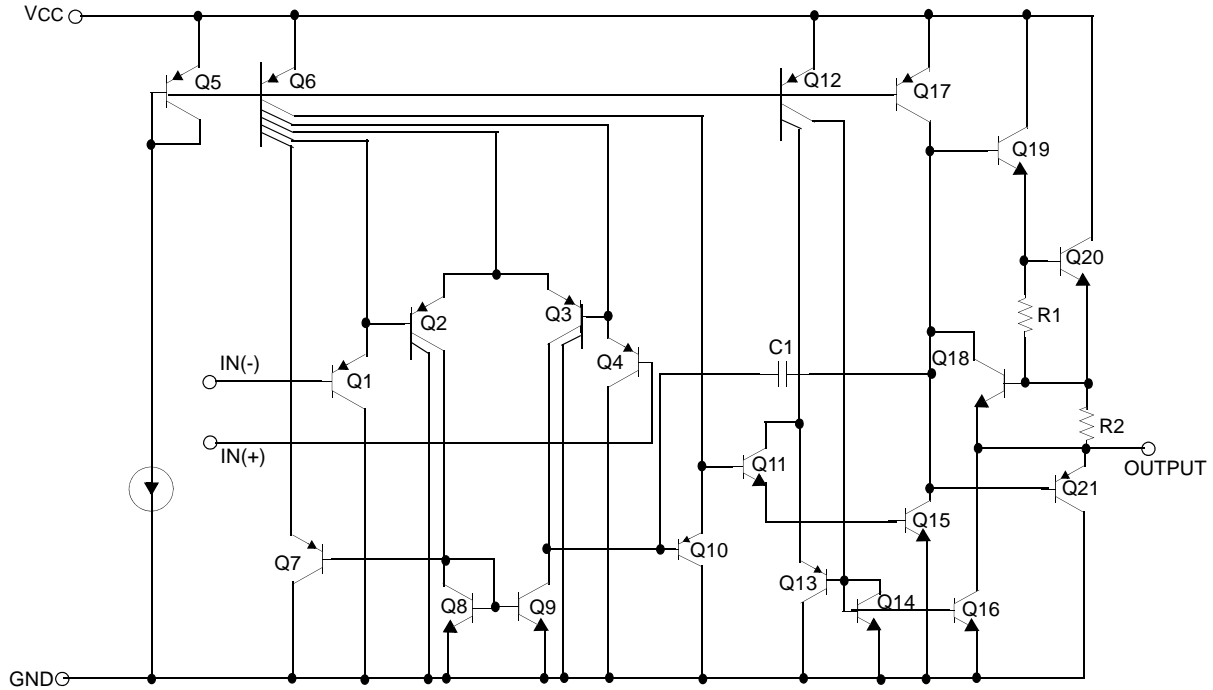 VCC
Q5
Q6
Q12
Q17
Q19
Q20
Q2
Q3
R1
C1
Q18
Q4
IN(-)
Q1
R2
IN(+)
Q11
OUTPUT
Q21
Q15
Q7
Q10
Q13
Q8
Q9
Q14
Q16
GND